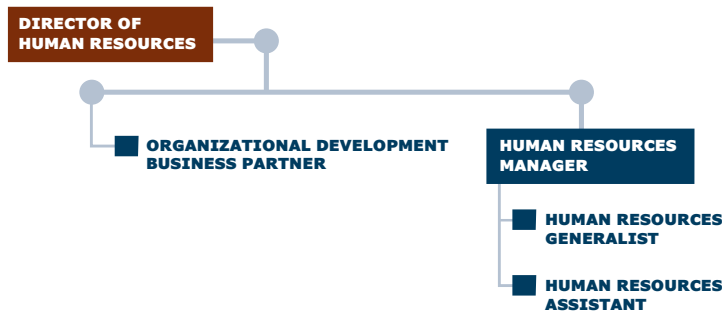 DIRECTOR OF
HUMAN RESOURCES
ORGANIZATIONAL DEVELOPMENT
BUSINESS PARTNER
HUMAN RESOURCES
MANAGER
HUMAN RESOURCES
GENERALIST
HUMAN RESOURCES
ASSISTANT